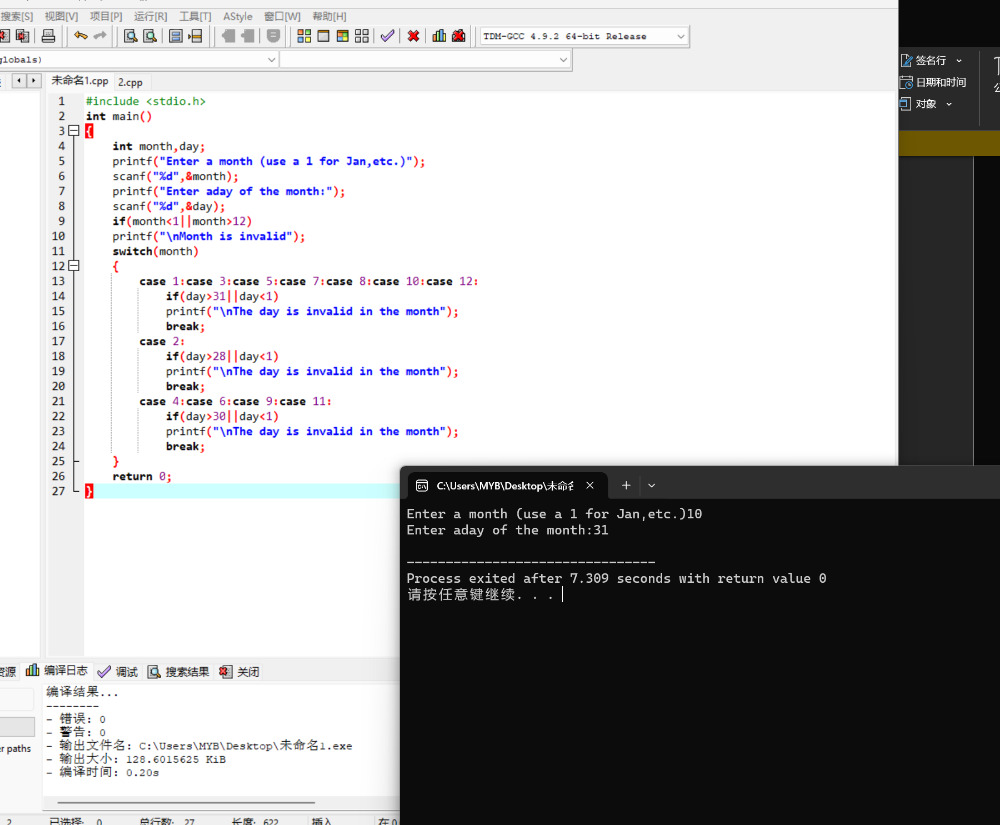 搜索[S] 视图[V] 项目[P] 运行[R] 工具[T] AStyle 窗口[W] 帮助[H]
TDM-GCC 4.9.2 64-bit Release
globals)
未命名1.cpp 2.cpp
1 #include <stdio.h>
2 int main()
3 {
4 int month,day;
5 printf("Enter a month (use a 1 for Jan,etc.)");
6 scanf("%d",&month);
7 printf("Enter aday of the month:");
8 scanf("%d",&day);
9 if(month<1||month>12)
10 printf("\nMonth is invalid");
11 switch(month)
12 {
13 case 1:case 3:case 5:case 7:case 8:case 10:case 12:
14 if(day>31||day<1)
15 printf("\nThe day is invalid in the month");
16 break;
17 case 2:
18 if(day>28||day<1)
19 printf("\nThe day is invalid in the month");
20 break;
21 case 4:case 6:case 9:case 11:
22 if(day>30||day<1)
23 printf("\nThe day is invalid in the month");
24 break;
25 }
26 return 0;
27 }
签名行
日期和时间
对象
C:\Users\MYB\Desktop\未命名
Enter a month (use a 1 for Jan,etc.)10
Enter aday of the month:31
--------------------------------
Process exited after 7.309 seconds with return value 0
请按任意键继续. . .
资源 编译日志 调试 搜索结果 关闭
编译结果...
--------
- 错误: 0
- 警告: 0
- 输出文件名: C:\Users\MYB\Desktop\未命名1.exe
- 输出大小: 128.6015625 KiB
- 编译时间: 0.20s
er paths
2 已选择: 0 总行数: 27 长度: 622 插入 在 0